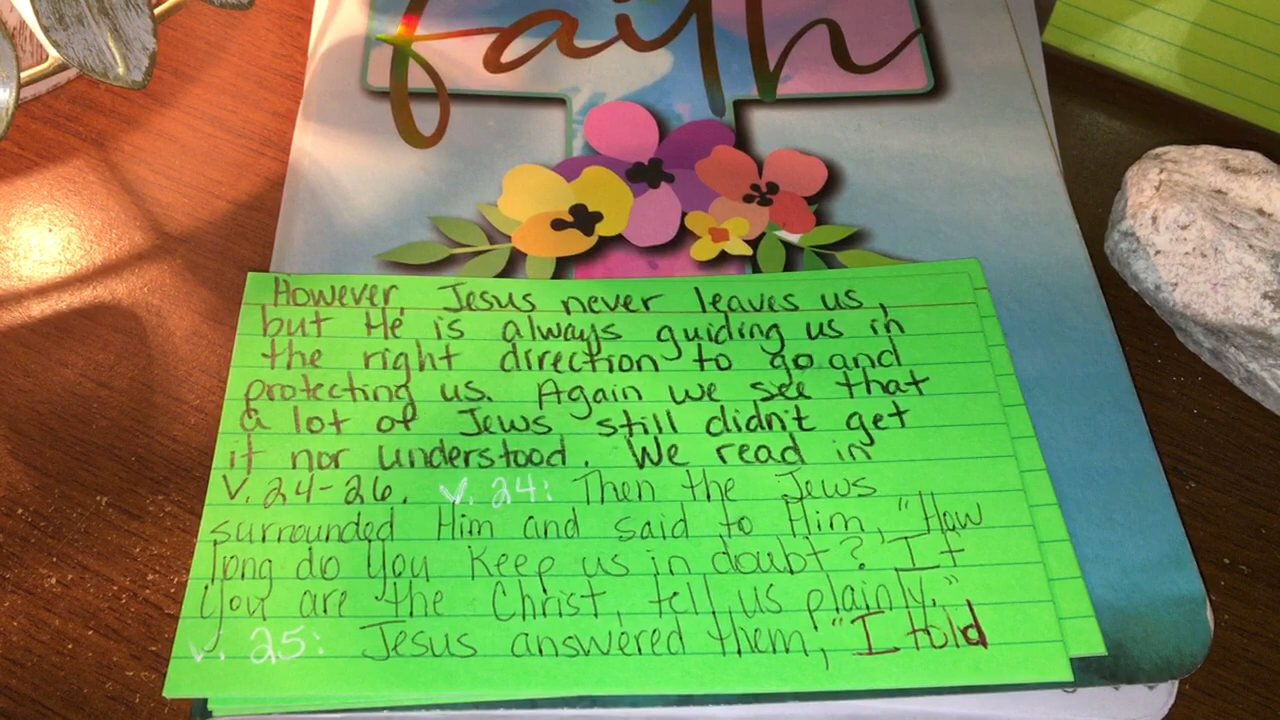 faith
However, Jesus never leaves us,
but He is always guiding us in
the right direction to go and
protecting us. Again we see that
a lot of Jews still didn't get
it nor understood. We read in
V. 24-26. V. 24: Then the Jews
surrounded Him and said to Him, "How
long do You keep us in doubt? If
You are the Christ, tell us plainly."
v. 25: Jesus answered them, "I told